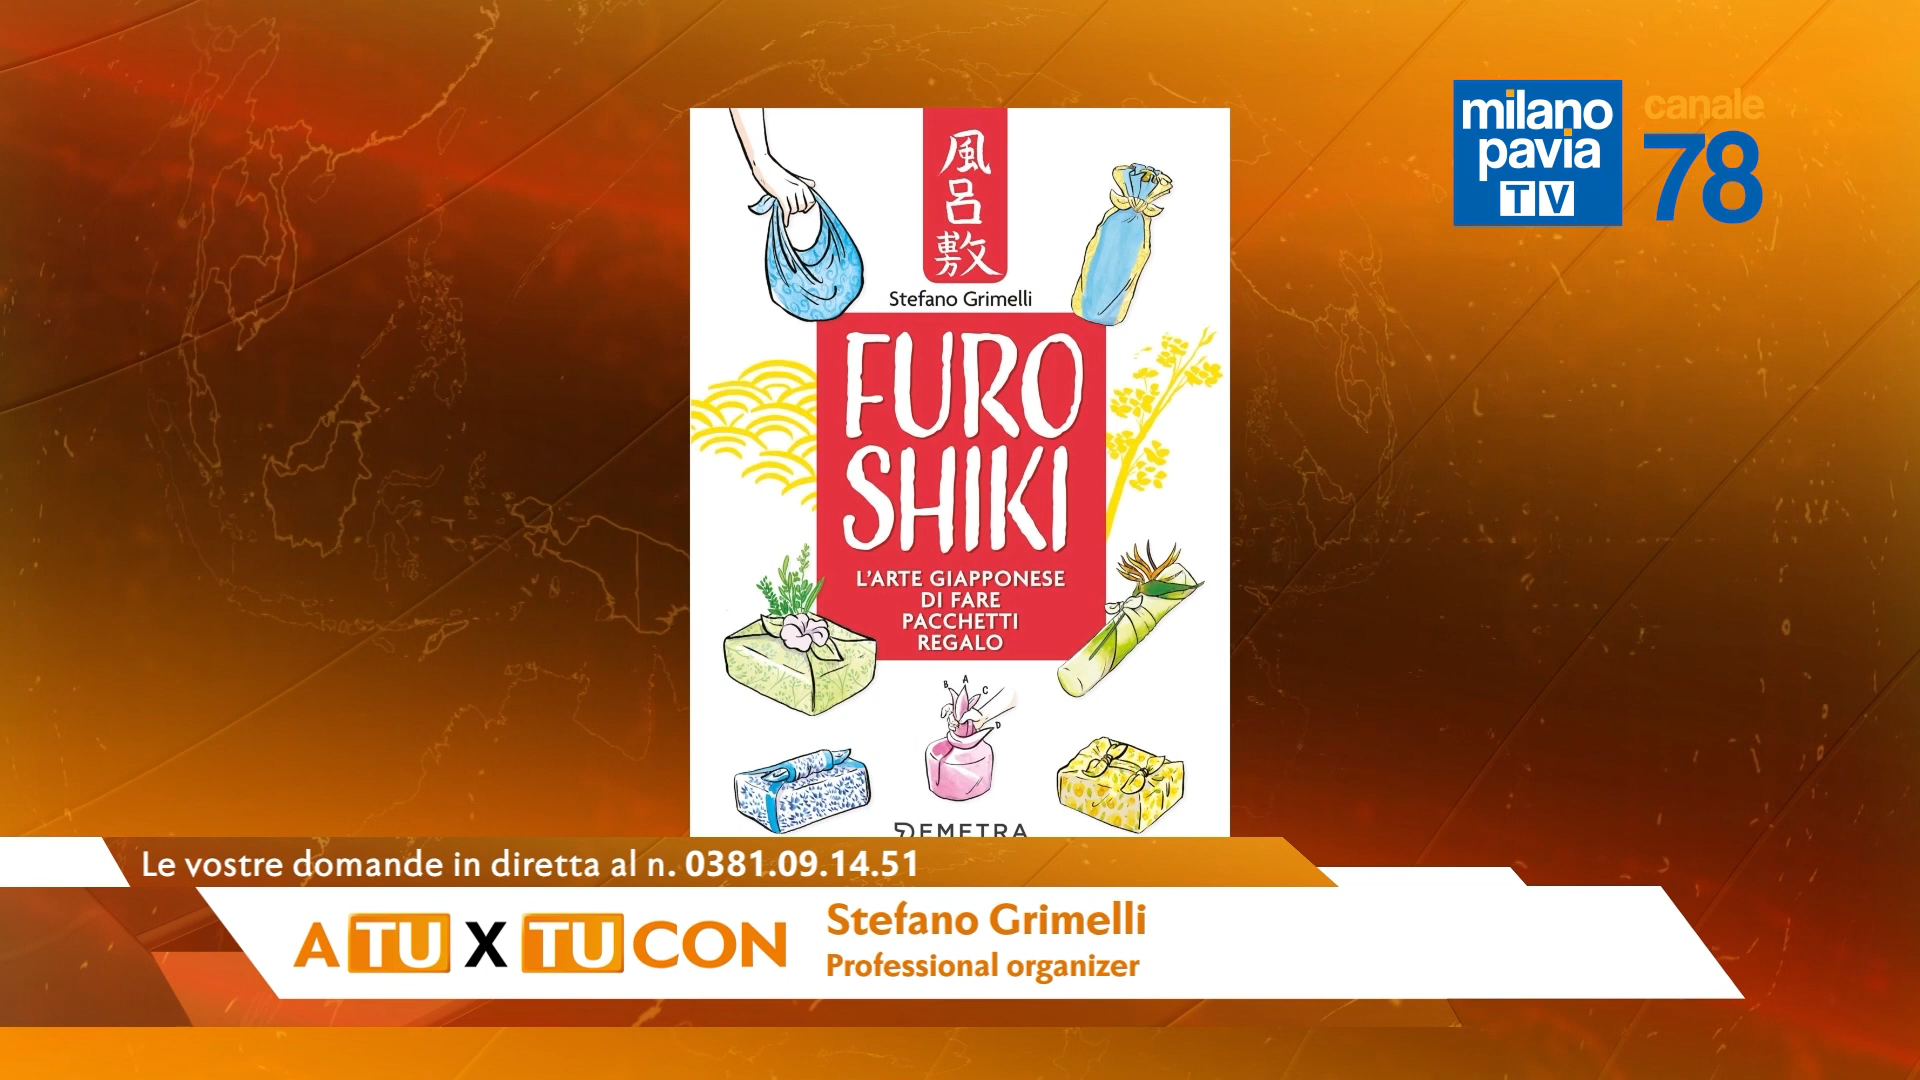 milano
pavia
TV
canale
78
風
呂
敷
Stefano Grimelli
FURO
SHIKI
L'ARTE GIAPPONESE
DI FARE
PACCHETTI
REGALO
B A C
D
DEMETRA
Le vostre domande in diretta al n. 0381.09.14.51
A TU X TU CON
Stefano Grimelli
Professional organizer